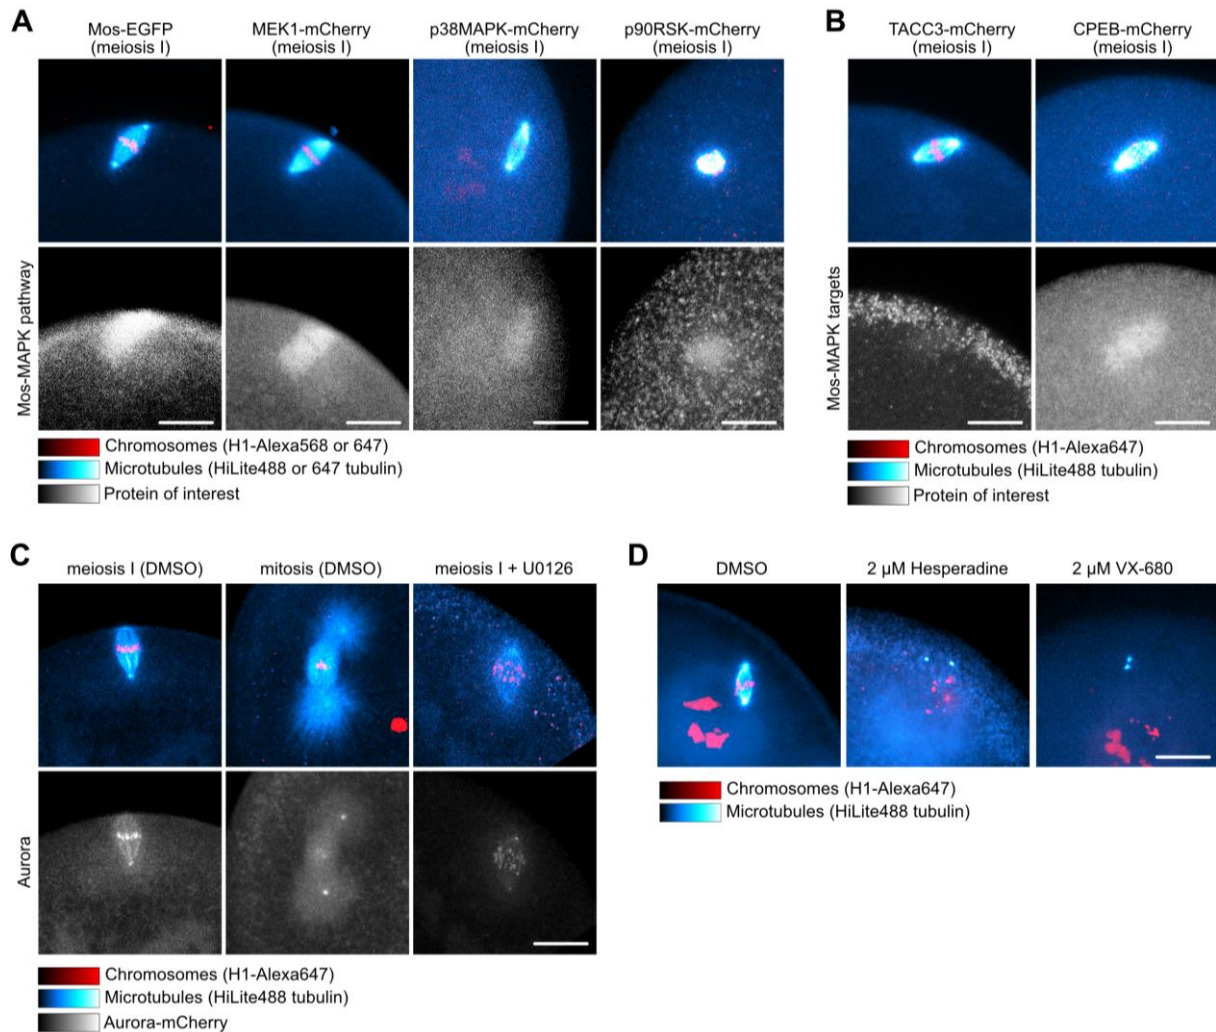 A
Mos-EGFP
(meiosis I)
MEK1-mCherry
(meiosis I)
p38MAPK-mCherry
(meiosis I)
p90RSK-mCherry
(meiosis I)
Mos-MAPK pathway
Chromosomes (H1-Alexa568 or 647)
Microtubules (HiLite488 or 647 tubulin)
Protein of interest
B
TACC3-mCherry
(meiosis I)
CPEB-mCherry
(meiosis I)
Mos-MAPK targets
Chromosomes (H1-Alexa647)
Microtubules (HiLite488 tubulin)
Protein of interest
C
meiosis I (DMSO)
mitosis (DMSO)
meiosis I + U0126
Aurora
Chromosomes (H1-Alexa647)
Microtubules (HiLite488 tubulin)
Aurora-mCherry
D
DMSO
2 µM Hesperadine
2 µM VX-680
Chromosomes (H1-Alexa647)
Microtubules (HiLite488 tubulin)